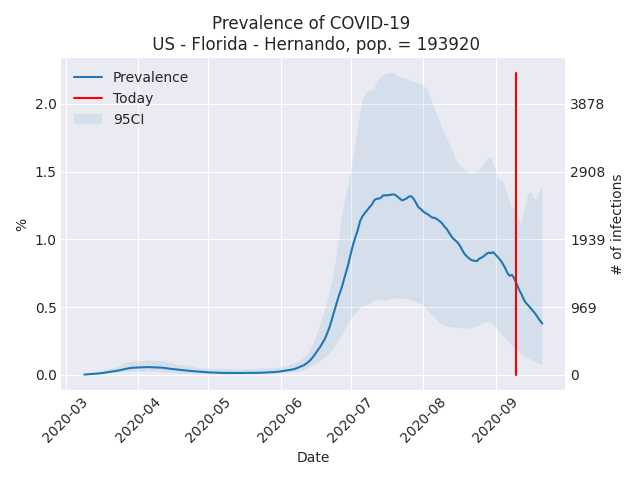 Prevalence of COVID-19
US - Florida - Hernando, pop. = 193920
Prevalence
Today
95CI
2.0
1.5
1.0
0.5
0.0
%
3878
2908
1939
969
0
# of infections
2020-03
2020-04
2020-05
2020-06
2020-07
2020-08
2020-09
Date